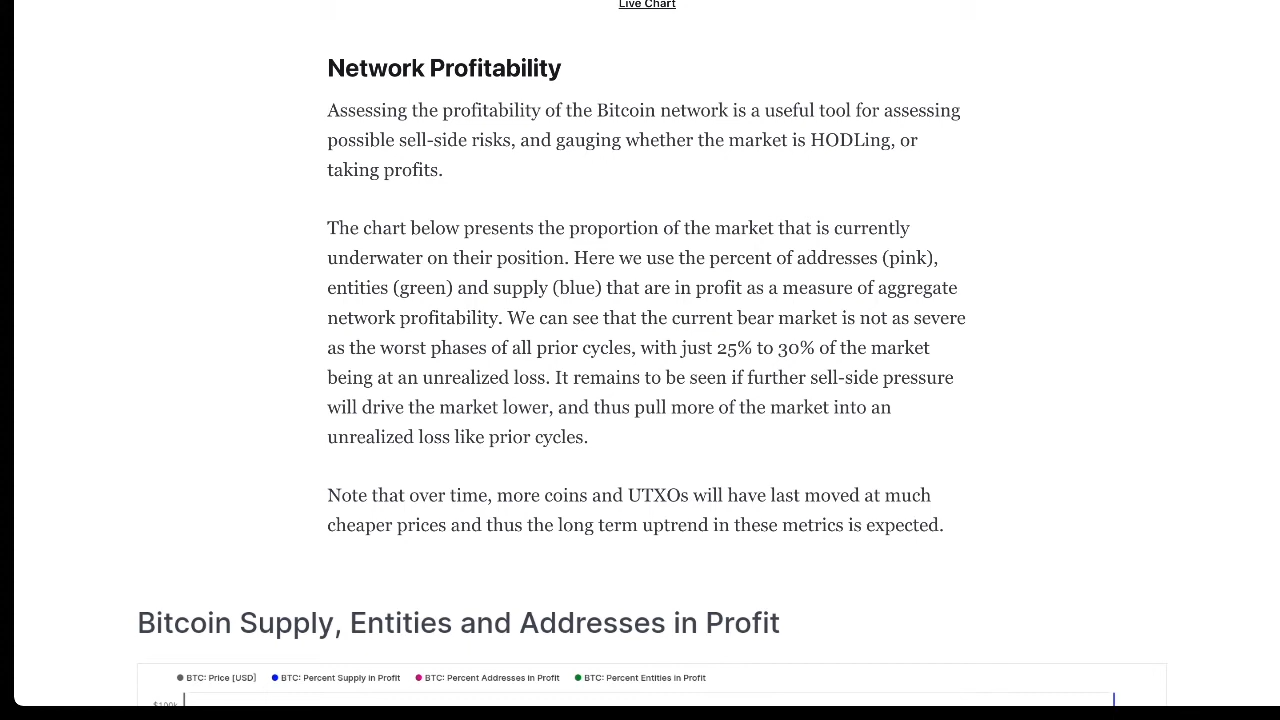 Live Chart
Network Profitability
Assessing the profitability of the Bitcoin network is a useful tool for assessing
possible sell-side risks, and gauging whether the market is HODLing, or
taking profits.
The chart below presents the proportion of the market that is currently
underwater on their position. Here we use the percent of addresses (pink),
entities (green) and supply (blue) that are in profit as a measure of aggregate
network profitability. We can see that the current bear market is not as severe
as the worst phases of all prior cycles, with just 25% to 30% of the market
being at an unrealized loss. It remains to be seen if further sell-side pressure
will drive the market lower, and thus pull more of the market into an
unrealized loss like prior cycles.
Note that over time, more coins and UTXOs will have last moved at much
cheaper prices and thus the long term uptrend in these metrics is expected.
Bitcoin Supply, Entities and Addresses in Profit
BTC: Price [USD] BTC: Percent Supply in Profit BTC: Percent Addresses in Profit BTC: Percent Entities in Profit
$100k